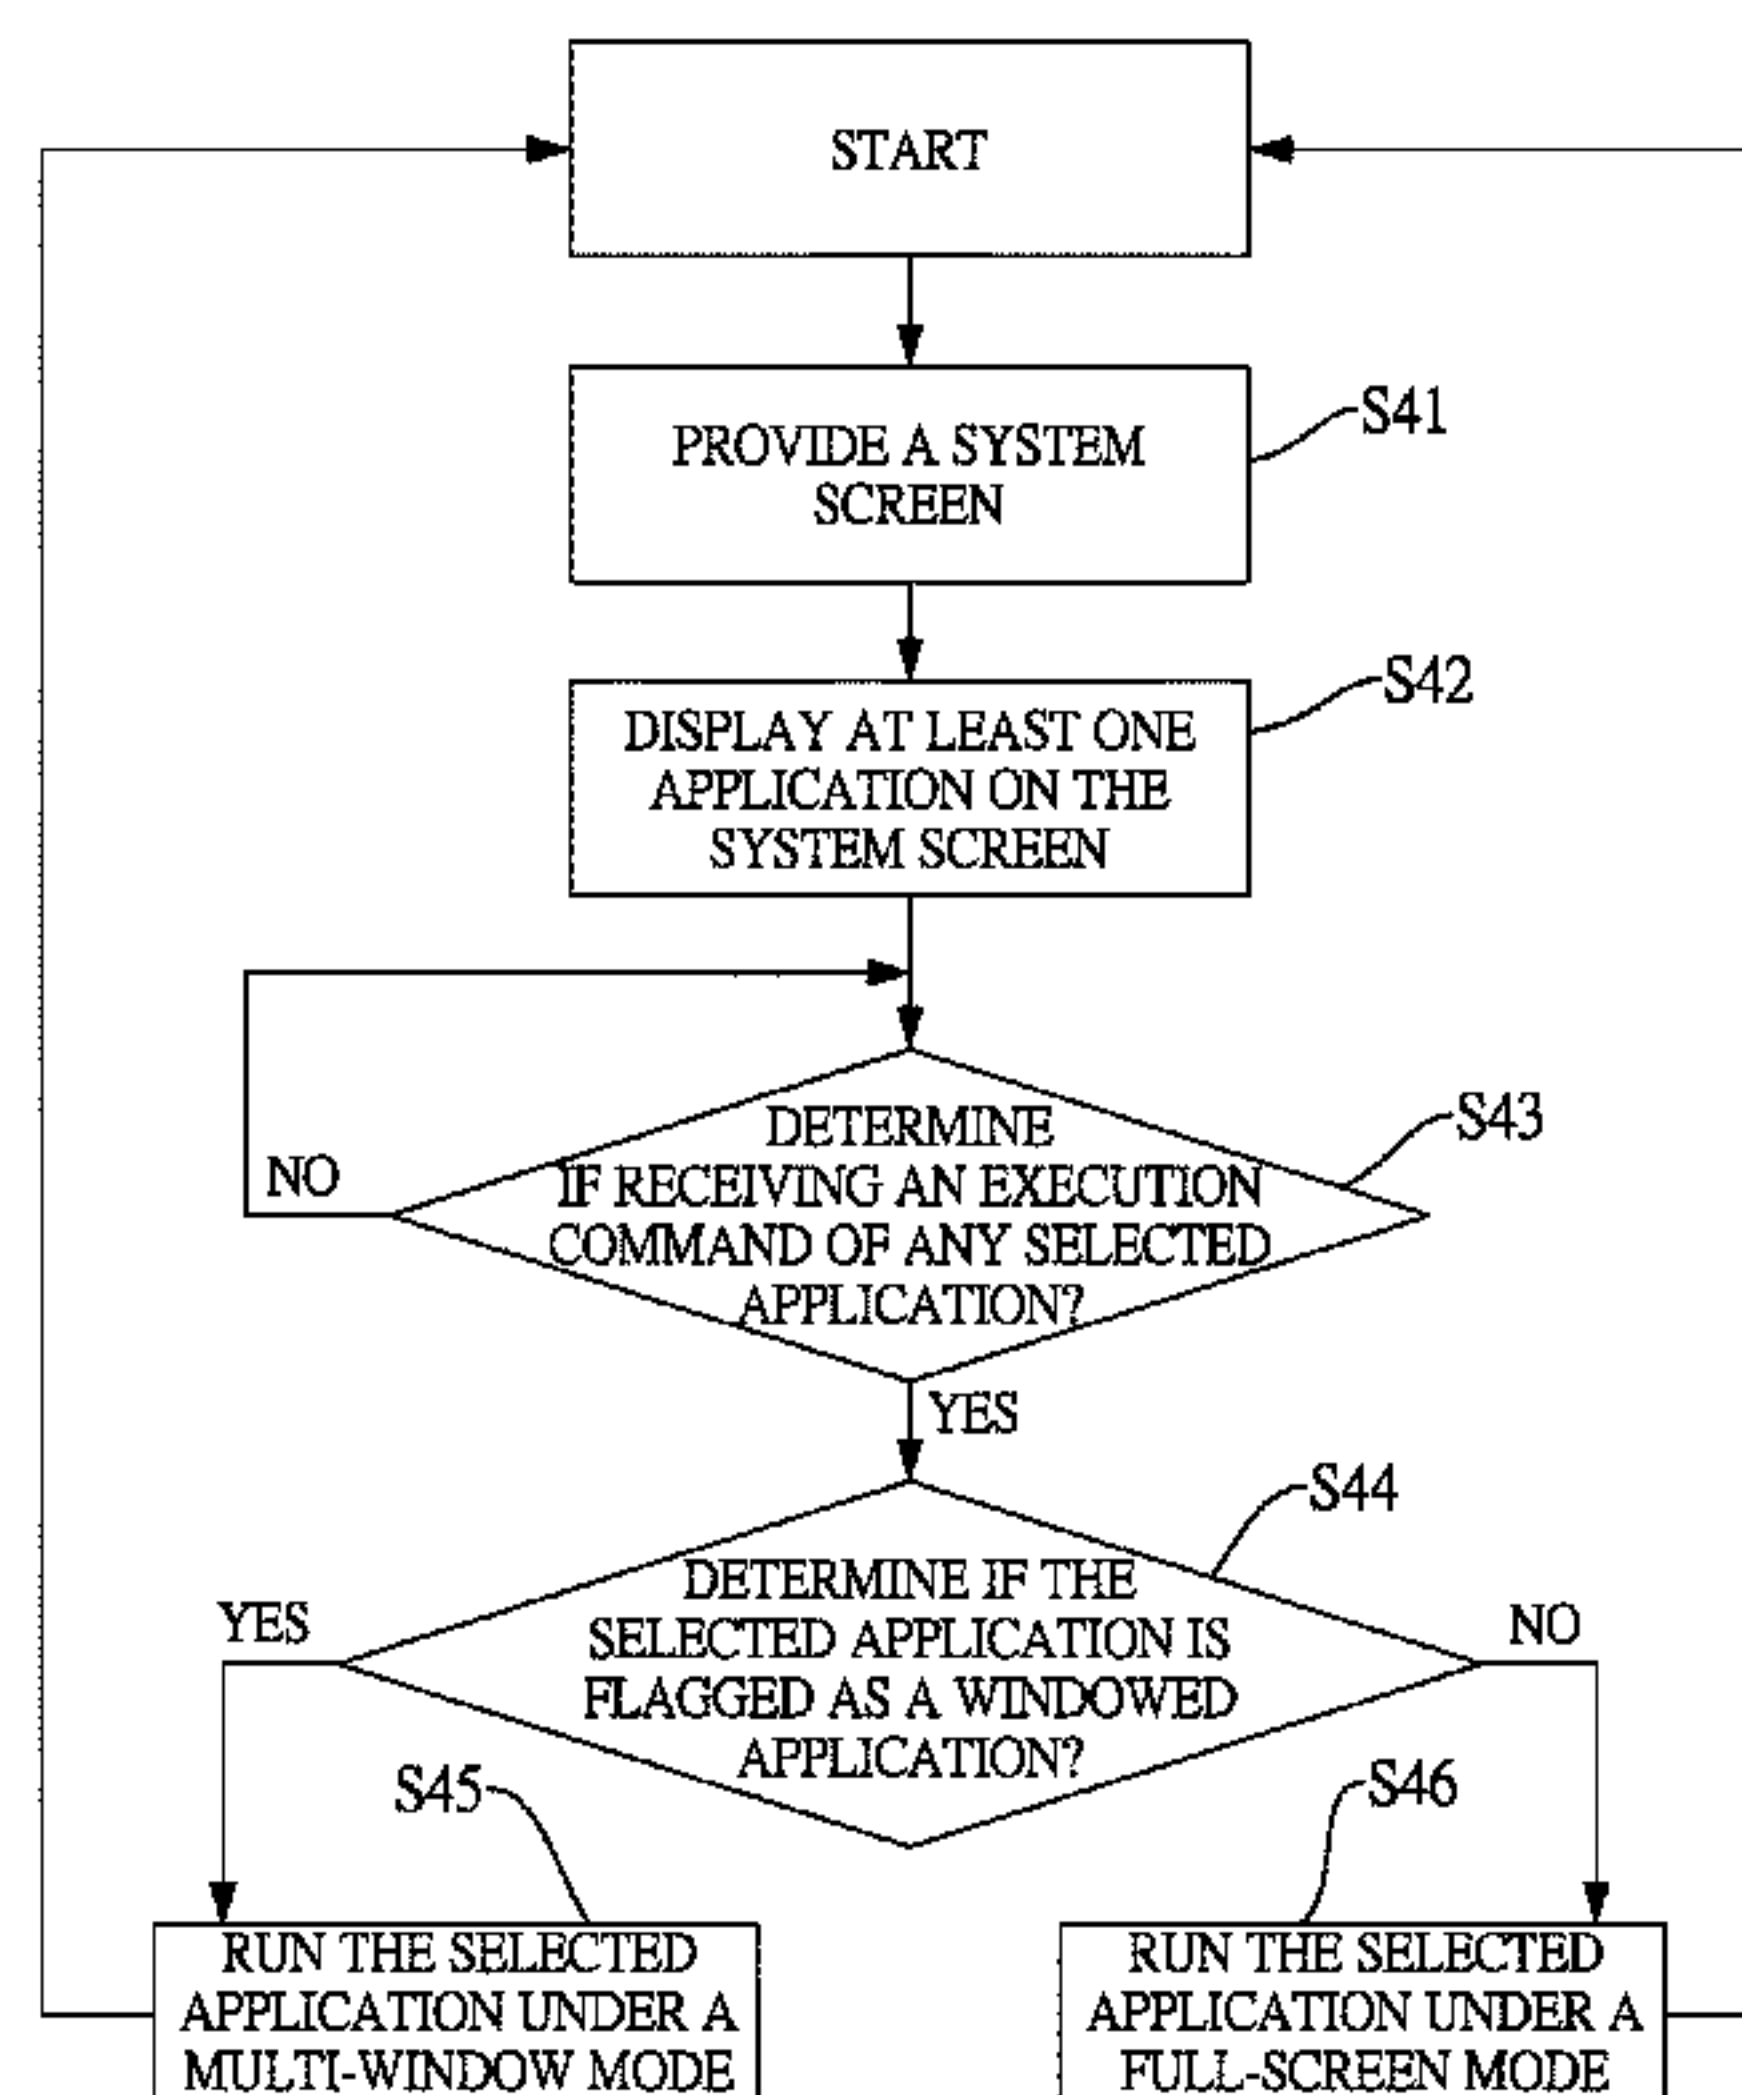 START
PROVIDE A SYSTEM
SCREEN
S41
DISPLAY AT LEAST ONE
APPLICATION ON THE
SYSTEM SCREEN
S42
DETERMINE
IF RECEIVING AN EXECUTION
COMMAND OF ANY SELECTED
APPLICATION?
S43
NO
YES
DETERMINE IF THE
SELECTED APPLICATION IS
FLAGGED AS A WINDOWED
APPLICATION?
S44
YES
NO
S45
S46
RUN THE SELECTED
APPLICATION UNDER A
MULTI-WINDOW MODE
RUN THE SELECTED
APPLICATION UNDER A
FULL-SCREEN MODE